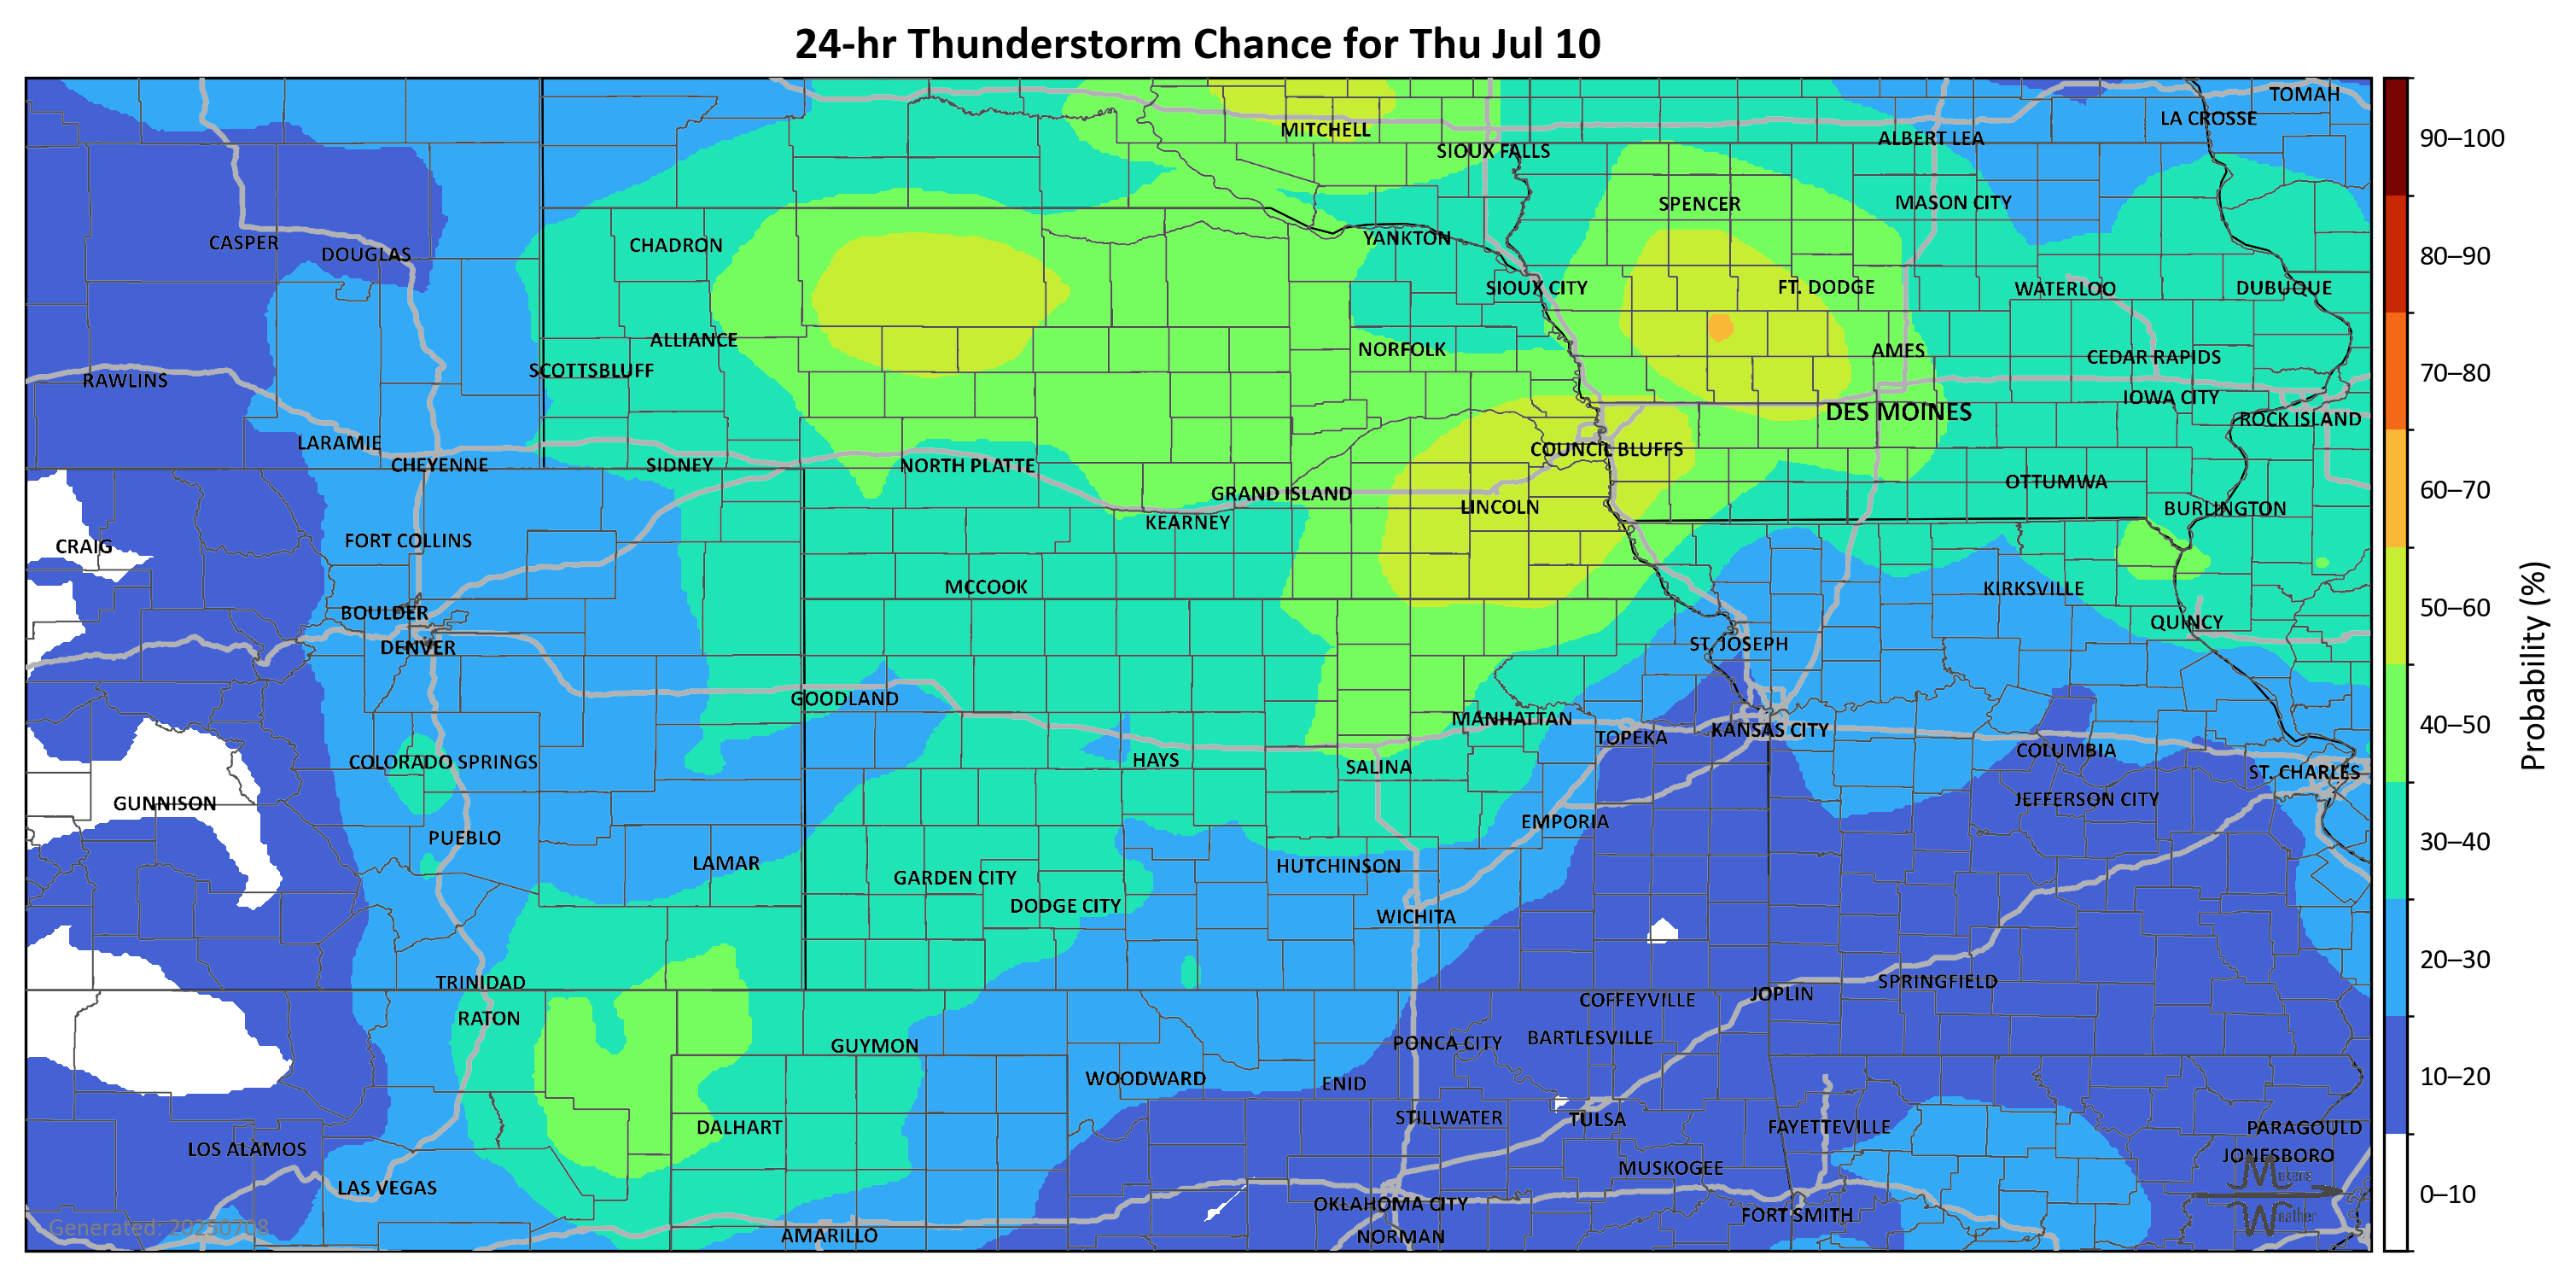 24-hr Thunderstorm Chance for Thu Jul 10
TOMAH
LA CROSSE
MITCHELL
ALBERT LEA
SIOUX FALLS
SPENCER
MASON CITY
YANKTON
CASPER
CHADRON
DOUGLAS
SIOUX CITY
FT. DODGE
WATERLOO
DUBUQUE
ALLIANCE
NORFOLK
AMES
CEDAR RAPIDS
SCOTTSBLUFF
RAWLINS
IOWA CITY
DES MOINES
ROCK ISLAND
LARAMIE
COUNCIL BLUFFS
CHEYENNE
SIDNEY
NORTH PLATTE
OTTUMWA
GRAND ISLAND
LINCOLN
BURLINGTON
KEARNEY
CRAIG
FORT COLLINS
MCCOOK
KIRKSVILLE
BOULDER
QUINCY
DENVER
ST. JOSEPH
GOODLAND
MANHATTAN
TOPEKA
KANSAS CITY
COLUMBIA
COLORADO SPRINGS
HAYS
SALINA
ST. CHARLES
GUNNISON
JEFFERSON CITY
EMPORIA
PUEBLO
LAMAR
HUTCHINSON
GARDEN CITY
DODGE CITY
WICHITA
TRINIDAD
SPRINGFIELD
JOPLIN
COFFEYVILLE
RATON
BARTLESVILLE
PONCA CITY
GUYMON
WOODWARD
ENID
STILLWATER
TULSA
DALHART
FAYETTEVILLE
PARAGOULD
LOS ALAMOS
JONESBORO
MUSKOGEE
LAS VEGAS
OKLAHOMA CITY
FORT SMITH
AMARILLO
NORMAN
Generated: 20250708
Makens
Weather
90–100
80–90
70–80
60–70
50–60
40–50
30–40
20–30
10–20
0–10
Probability (%)